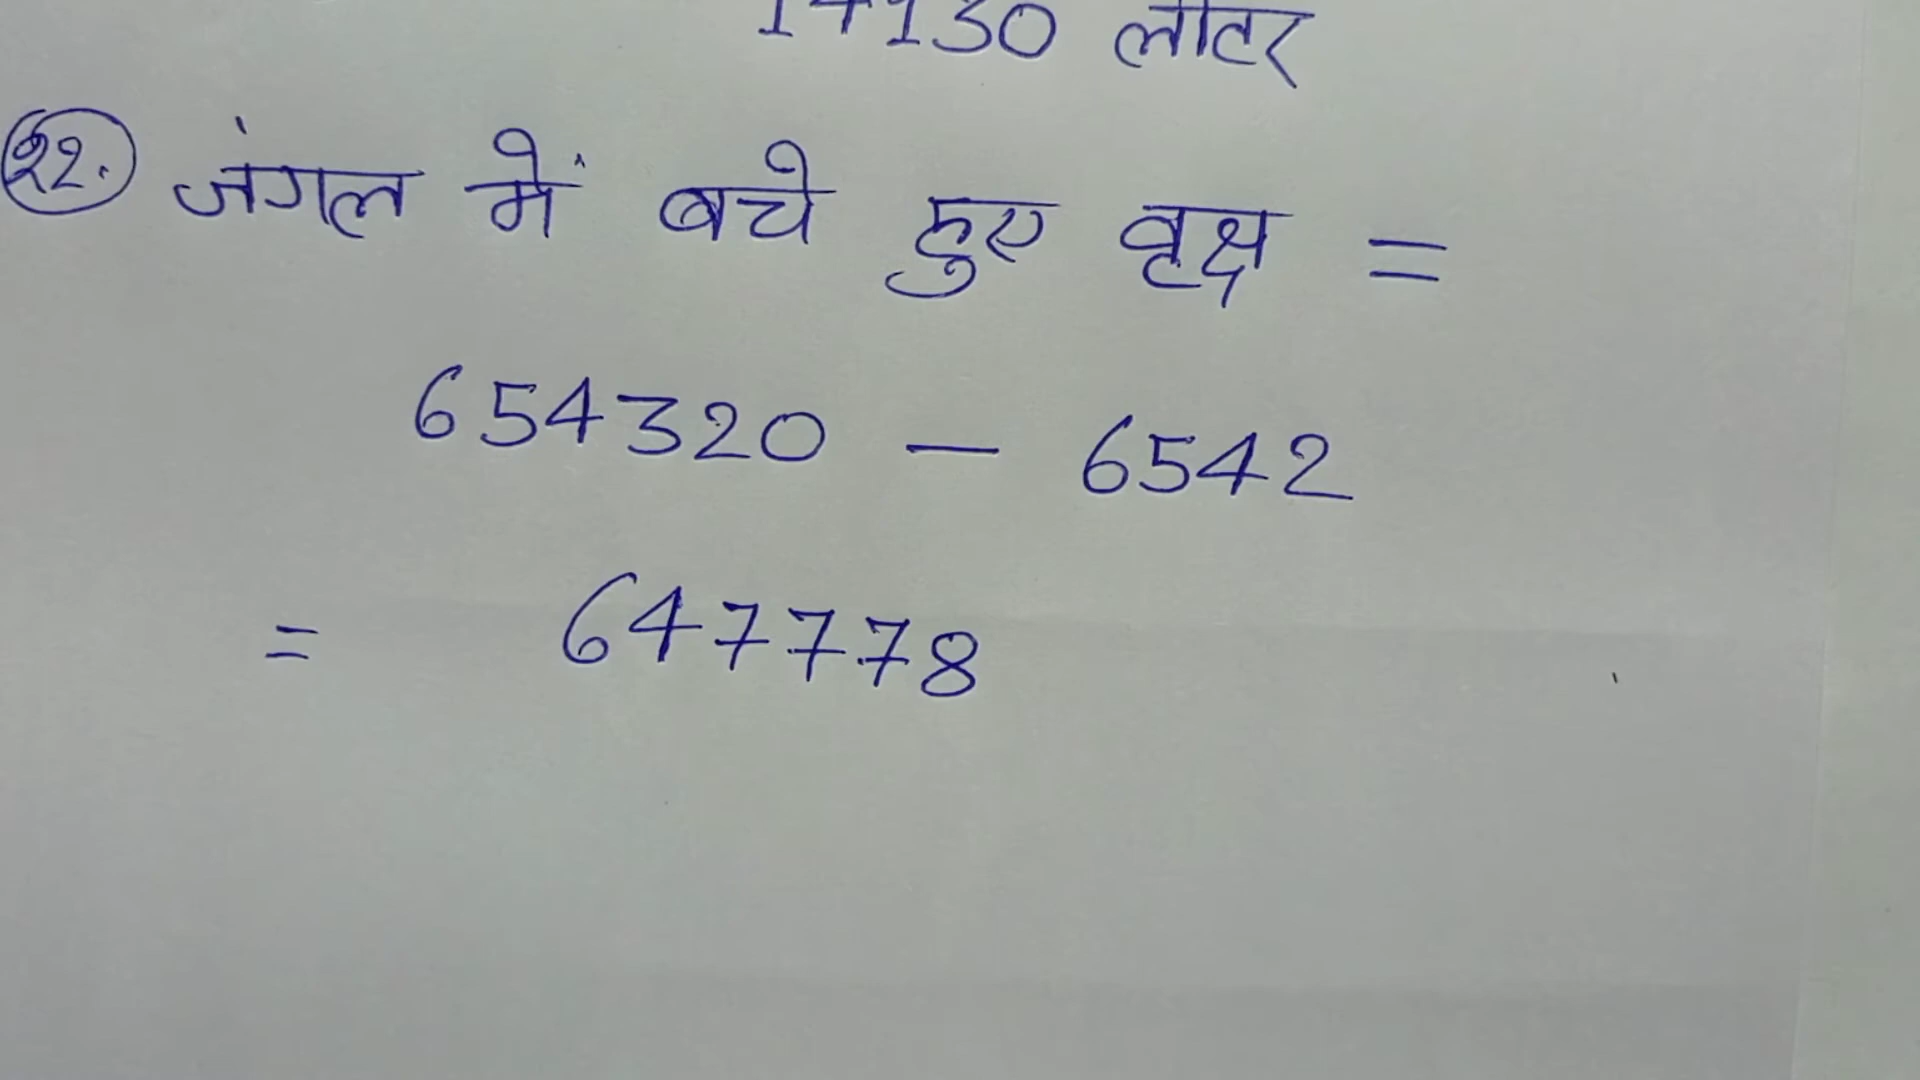 14130 लीटर
22. जंगल में बचे हुए वृक्ष =
654320 - 6542
= 647778